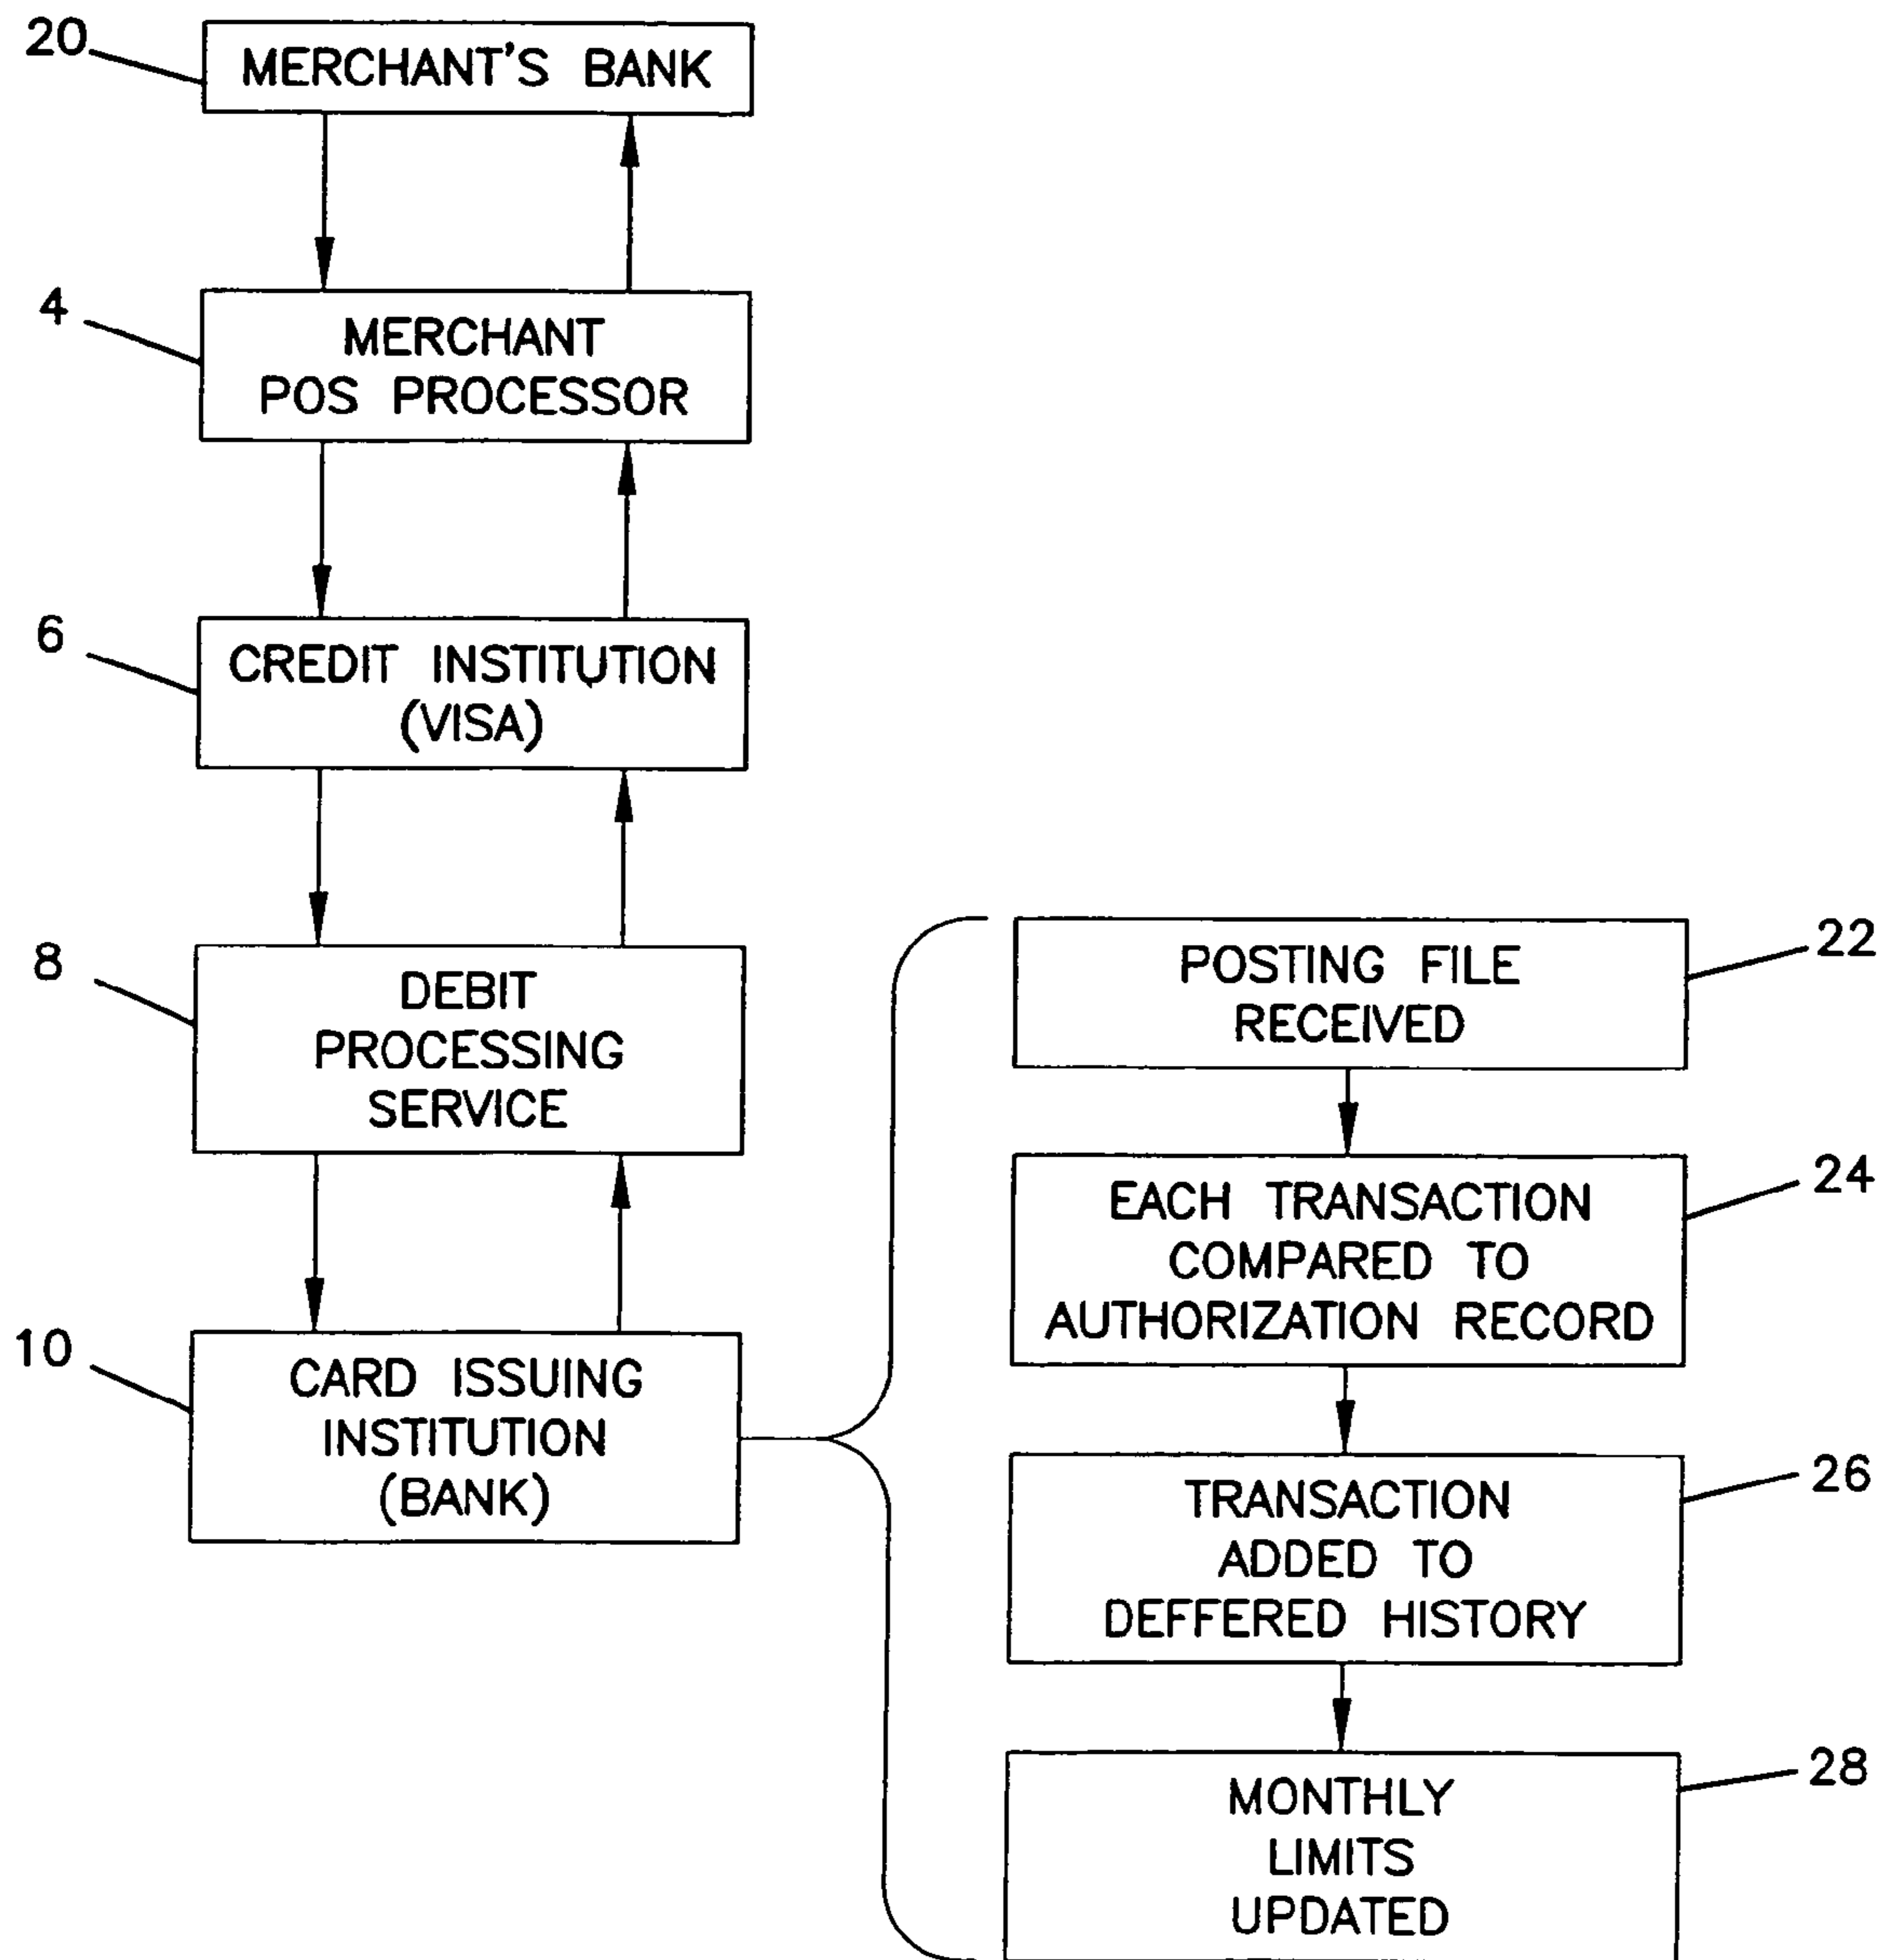 20
MERCHANT'S BANK
4
MERCHANT
POS PROCESSOR
6
CREDIT INSTITUTION
(VISA)
8
DEBIT
PROCESSING
SERVICE
10
CARD ISSUING
INSTITUTION
(BANK)
POSTING FILE
RECEIVED
22
EACH TRANSACTION
COMPARED TO
AUTHORIZATION RECORD
24
TRANSACTION
ADDED TO
DEFFERED HISTORY
26
MONTHLY
LIMITS
UPDATED
28